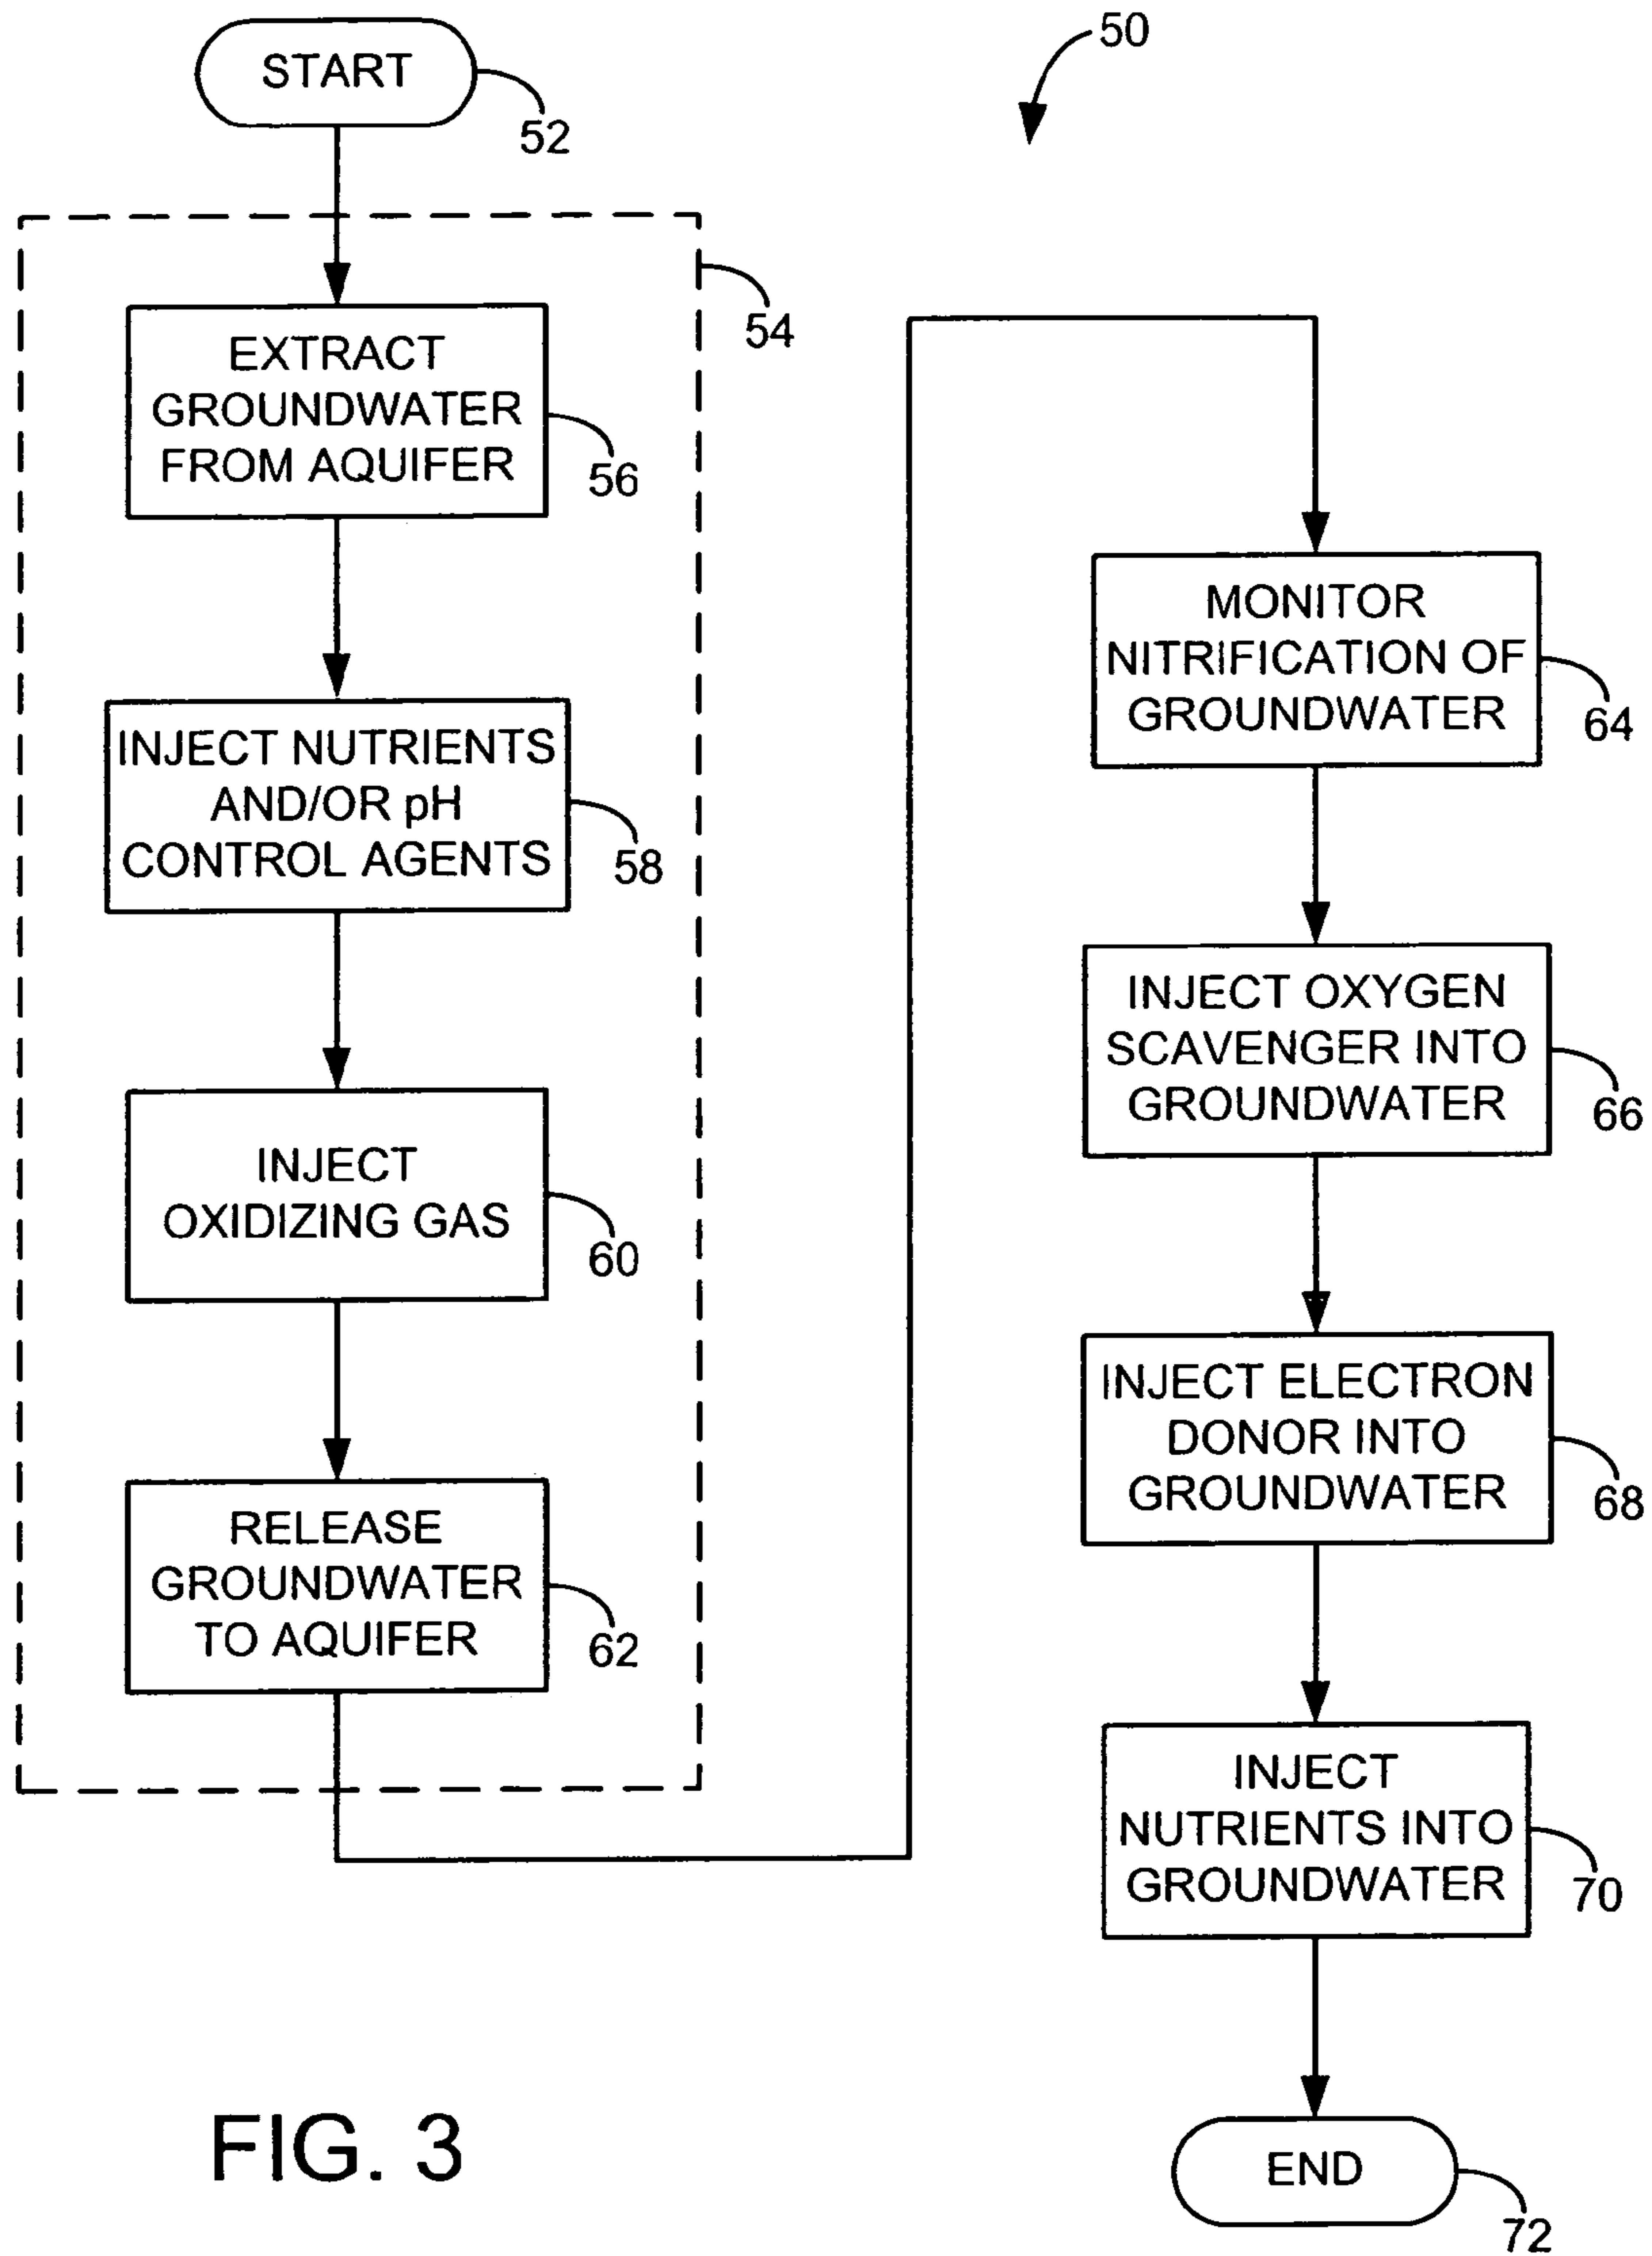 50
START
52
54
EXTRACT
GROUNDWATER
FROM AQUIFER
56
INJECT NUTRIENTS
AND/OR pH
CONTROL AGENTS
58
INJECT
OXIDIZING GAS
60
RELEASE
GROUNDWATER
TO AQUIFER
62
MONITOR
NITRIFICATION OF
GROUNDWATER
64
INJECT OXYGEN
SCAVENGER INTO
GROUNDWATER
66
INJECT ELECTRON
DONOR INTO
GROUNDWATER
68
INJECT
NUTRIENTS INTO
GROUNDWATER
70
END
72
FIG. 3